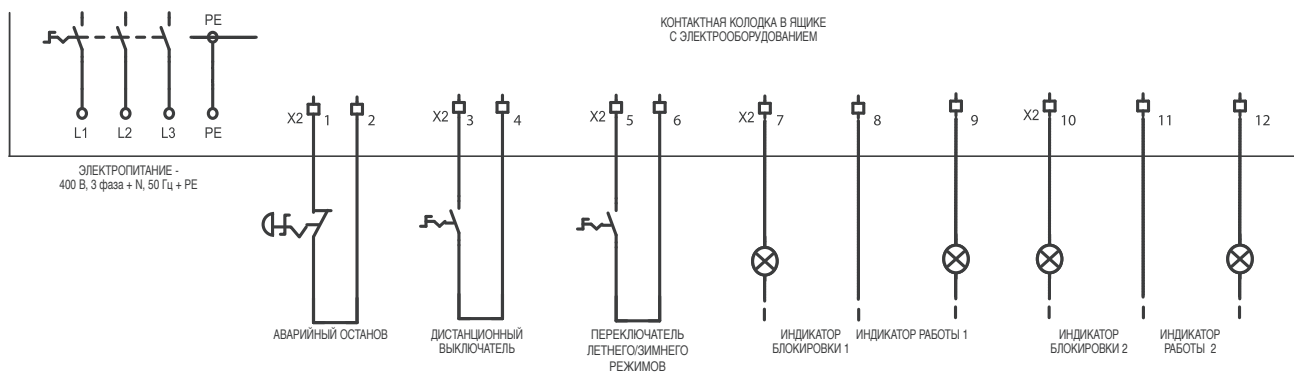 КОНТАКТНАЯ КОЛОДКА В ЯЩИКЕ
С ЭЛЕКТРООБОРУДОВАНИЕМ
PE
L1 L2 L3 PE
X2 1 2 X2 3 4 X2 5 6 X2 7 8 9 X2 10 11 12
ЭЛЕКТРОПИТАНИЕ -
400 В, 3 фаза + N, 50 Гц + PE
АВАРИЙНЫЙ ОСТАНОВ
ДИСТАНЦИОННЫЙ
ВЫКЛЮЧАТЕЛЬ
ПЕРЕКЛЮЧАТЕЛЬ
ЛЕТНЕГО/ЗИМНЕГО
РЕЖИМОВ
ИНДИКАТОР
БЛОКИРОВКИ 1
ИНДИКАТОР РАБОТЫ 1
ИНДИКАТОР
БЛОКИРОВКИ 2
ИНДИКАТОР
РАБОТЫ 2